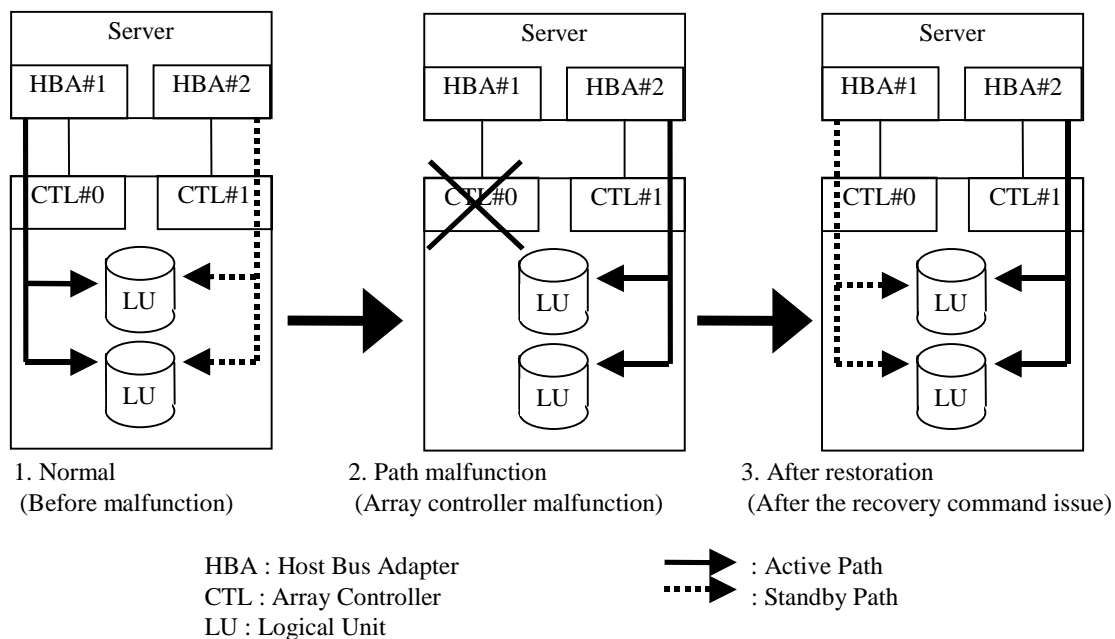 Server
HBA#1
HBA#2
CTL#0
CTL#1
LU
LU
1. Normal
(Before malfunction)
Server
HBA#1
HBA#2
CTL#0
CTL#1
LU
LU
2. Path malfunction
(Array controller malfunction)
Server
HBA#1
HBA#2
CTL#0
CTL#1
LU
LU
3. After restoration
(After the recovery command issue)
HBA : Host Bus Adapter
CTL : Array Controller
LU : Logical Unit
: Active Path
: Standby Path